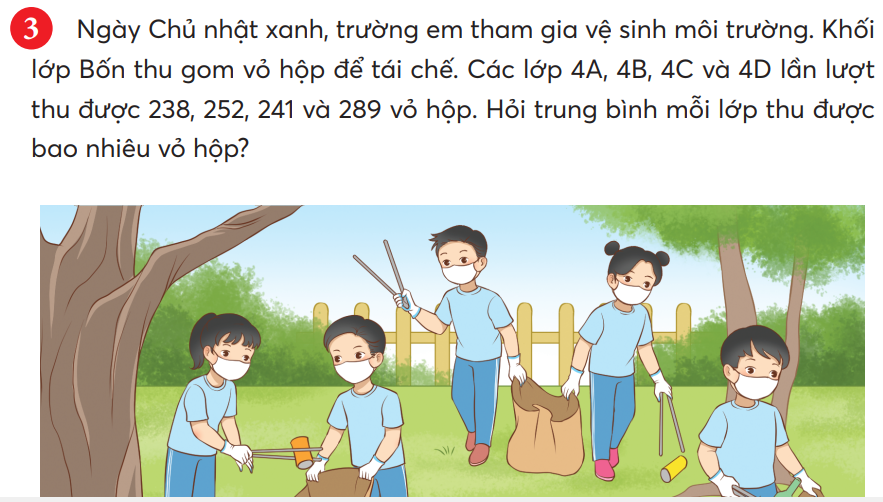 3 Ngày Chủ nhật xanh, trường em tham gia vệ sinh môi trường. Khối
lớp Bốn thu gom vỏ hộp để tái chế. Các lớp 4A, 4B, 4C và 4D lần lượt
thu được 238, 252, 241 và 289 vỏ hộp. Hỏi trung bình mỗi lớp thu được
bao nhiêu vỏ hộp?